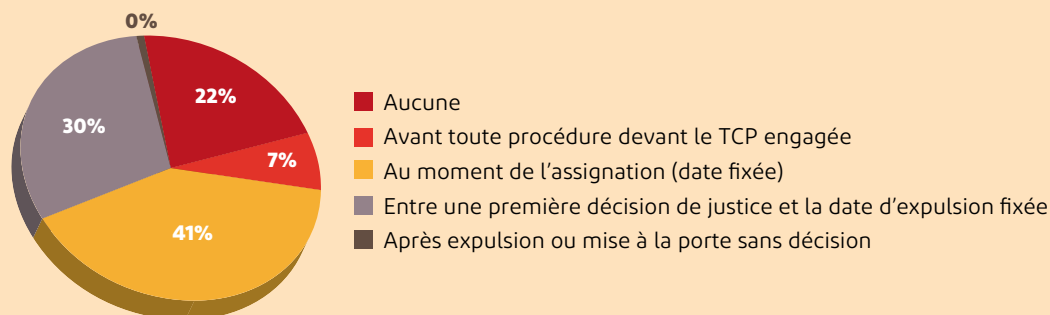 0%
22%
30%
7%
41%
Aucune
Avant toute procédure devant le TCP engagée
Au moment de l'assignation (date fixée)
Entre une première décision de justice et la date d'expulsion fixée
Après expulsion ou mise à la porte sans décision